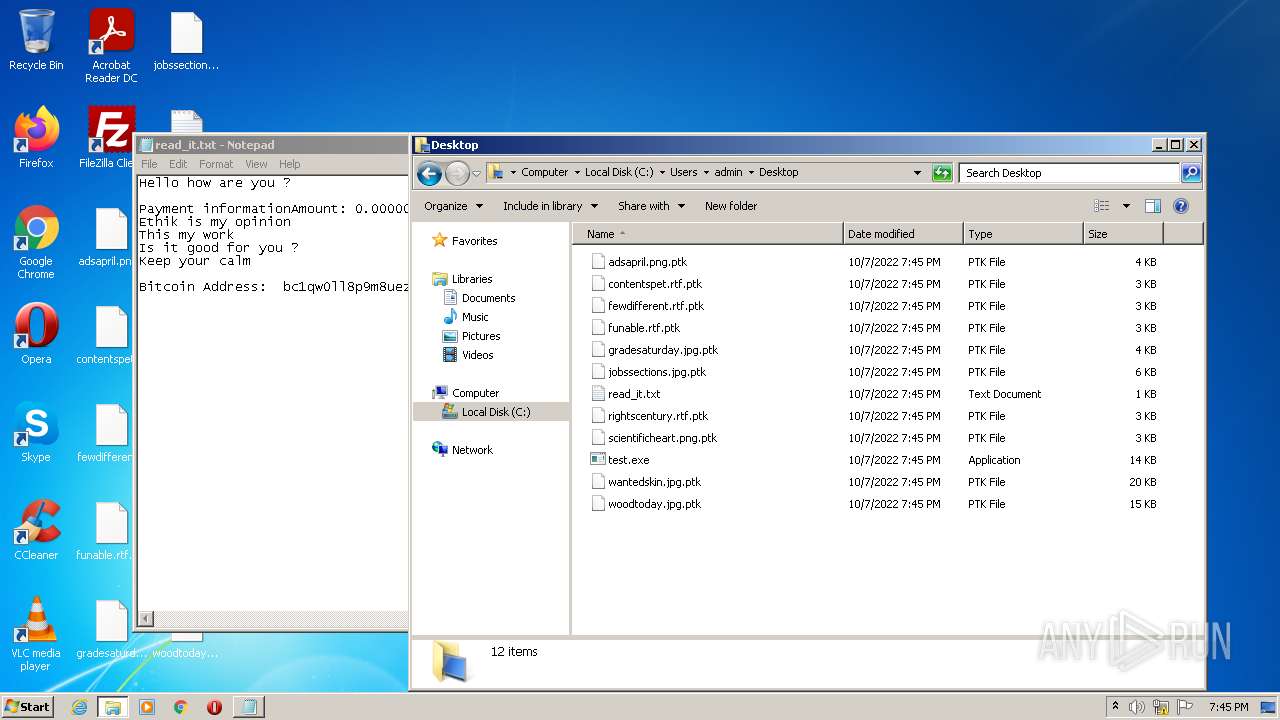 Recycle Bin
Acrobat
Reader DC
jobssection...
Firefox
FileZilla Clie
Google
Chrome
adsapril.pn
Opera
contentspet
Skype
fewdifferen
CCleaner
funable.rtf.
VLC media
player
gradesaturd...
woodtoday...
read_it.txt - Notepad
File Edit Format View Help
Hello how are you ?
Payment informationAmount: 0.0000
Ethik is my opinion
This my work
Is it good for you ?
Keep your calm
Bitcoin Address: bc1qw0ll8p9m8uez
Desktop
Computer Local Disk (C:) Users admin Desktop
Search Desktop
Organize Include in library Share with New folder
Favorites
Libraries
Documents
Music
Pictures
Videos
Computer
Local Disk (C:)
Network
Name Date modified Type Size
adsapril.png.ptk 10/7/2022 7:45 PM PTK File 4 KB
contentspet.rtf.ptk 10/7/2022 7:45 PM PTK File 3 KB
fewdifferent.rtf.ptk 10/7/2022 7:45 PM PTK File 3 KB
funable.rtf.ptk 10/7/2022 7:45 PM PTK File 3 KB
gradesaturday.jpg.ptk 10/7/2022 7:45 PM PTK File 4 KB
jobssections.jpg.ptk 10/7/2022 7:45 PM PTK File 6 KB
read_it.txt 10/7/2022 7:45 PM Text Document 1 KB
rightscentury.rtf.ptk 10/7/2022 7:45 PM PTK File 3 KB
scientificheart.png.ptk 10/7/2022 7:45 PM PTK File 4 KB
test.exe 10/7/2022 7:45 PM Application 14 KB
wantedskin.jpg.ptk 10/7/2022 7:45 PM PTK File 20 KB
woodtoday.jpg.ptk 10/7/2022 7:45 PM PTK File 15 KB
12 items
ANY RUN
Start
7:45 PM